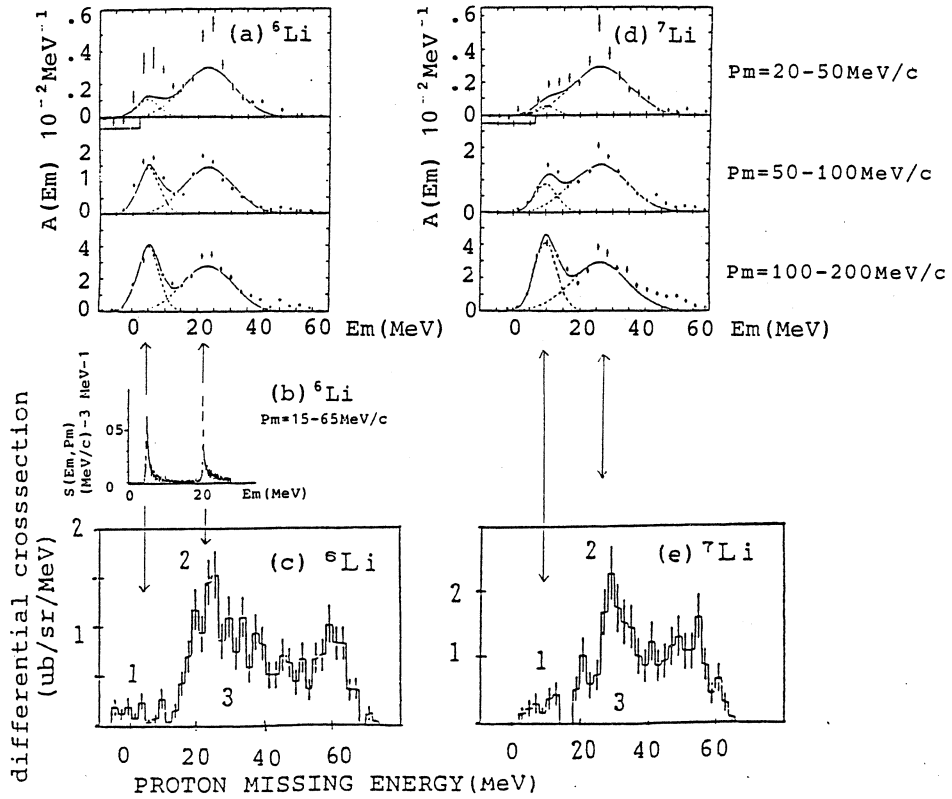 (a) ⁶Li
A(Em) 10⁻²MeV⁻¹
.6
.4
.2
0
2
1
0
4
2
0
0 20 40 60
Em(MeV)
(d) ⁷Li
A(Em) 10⁻²MeV⁻¹
.6
.4
.2
0
2
1
0
4
2
0
0 20 40 60
Em(MeV)
Pm=20-50MeV/c
Pm=50-100MeV/c
Pm=100-200MeV/c
(b) ⁶Li
Pm=15-65MeV/c
S(Em,Pm)
(MeV/c)-3 MeV-1
05
0
0 20 Em(MeV)
differential crosssection
(ub/sr/MeV)
(c) ⁶Li
2
1
1
2
3
0 20 40 60
(e) ⁷Li
2
1
1
2
3
0 20 40 60
PROTON MISSING ENERGY(MeV)